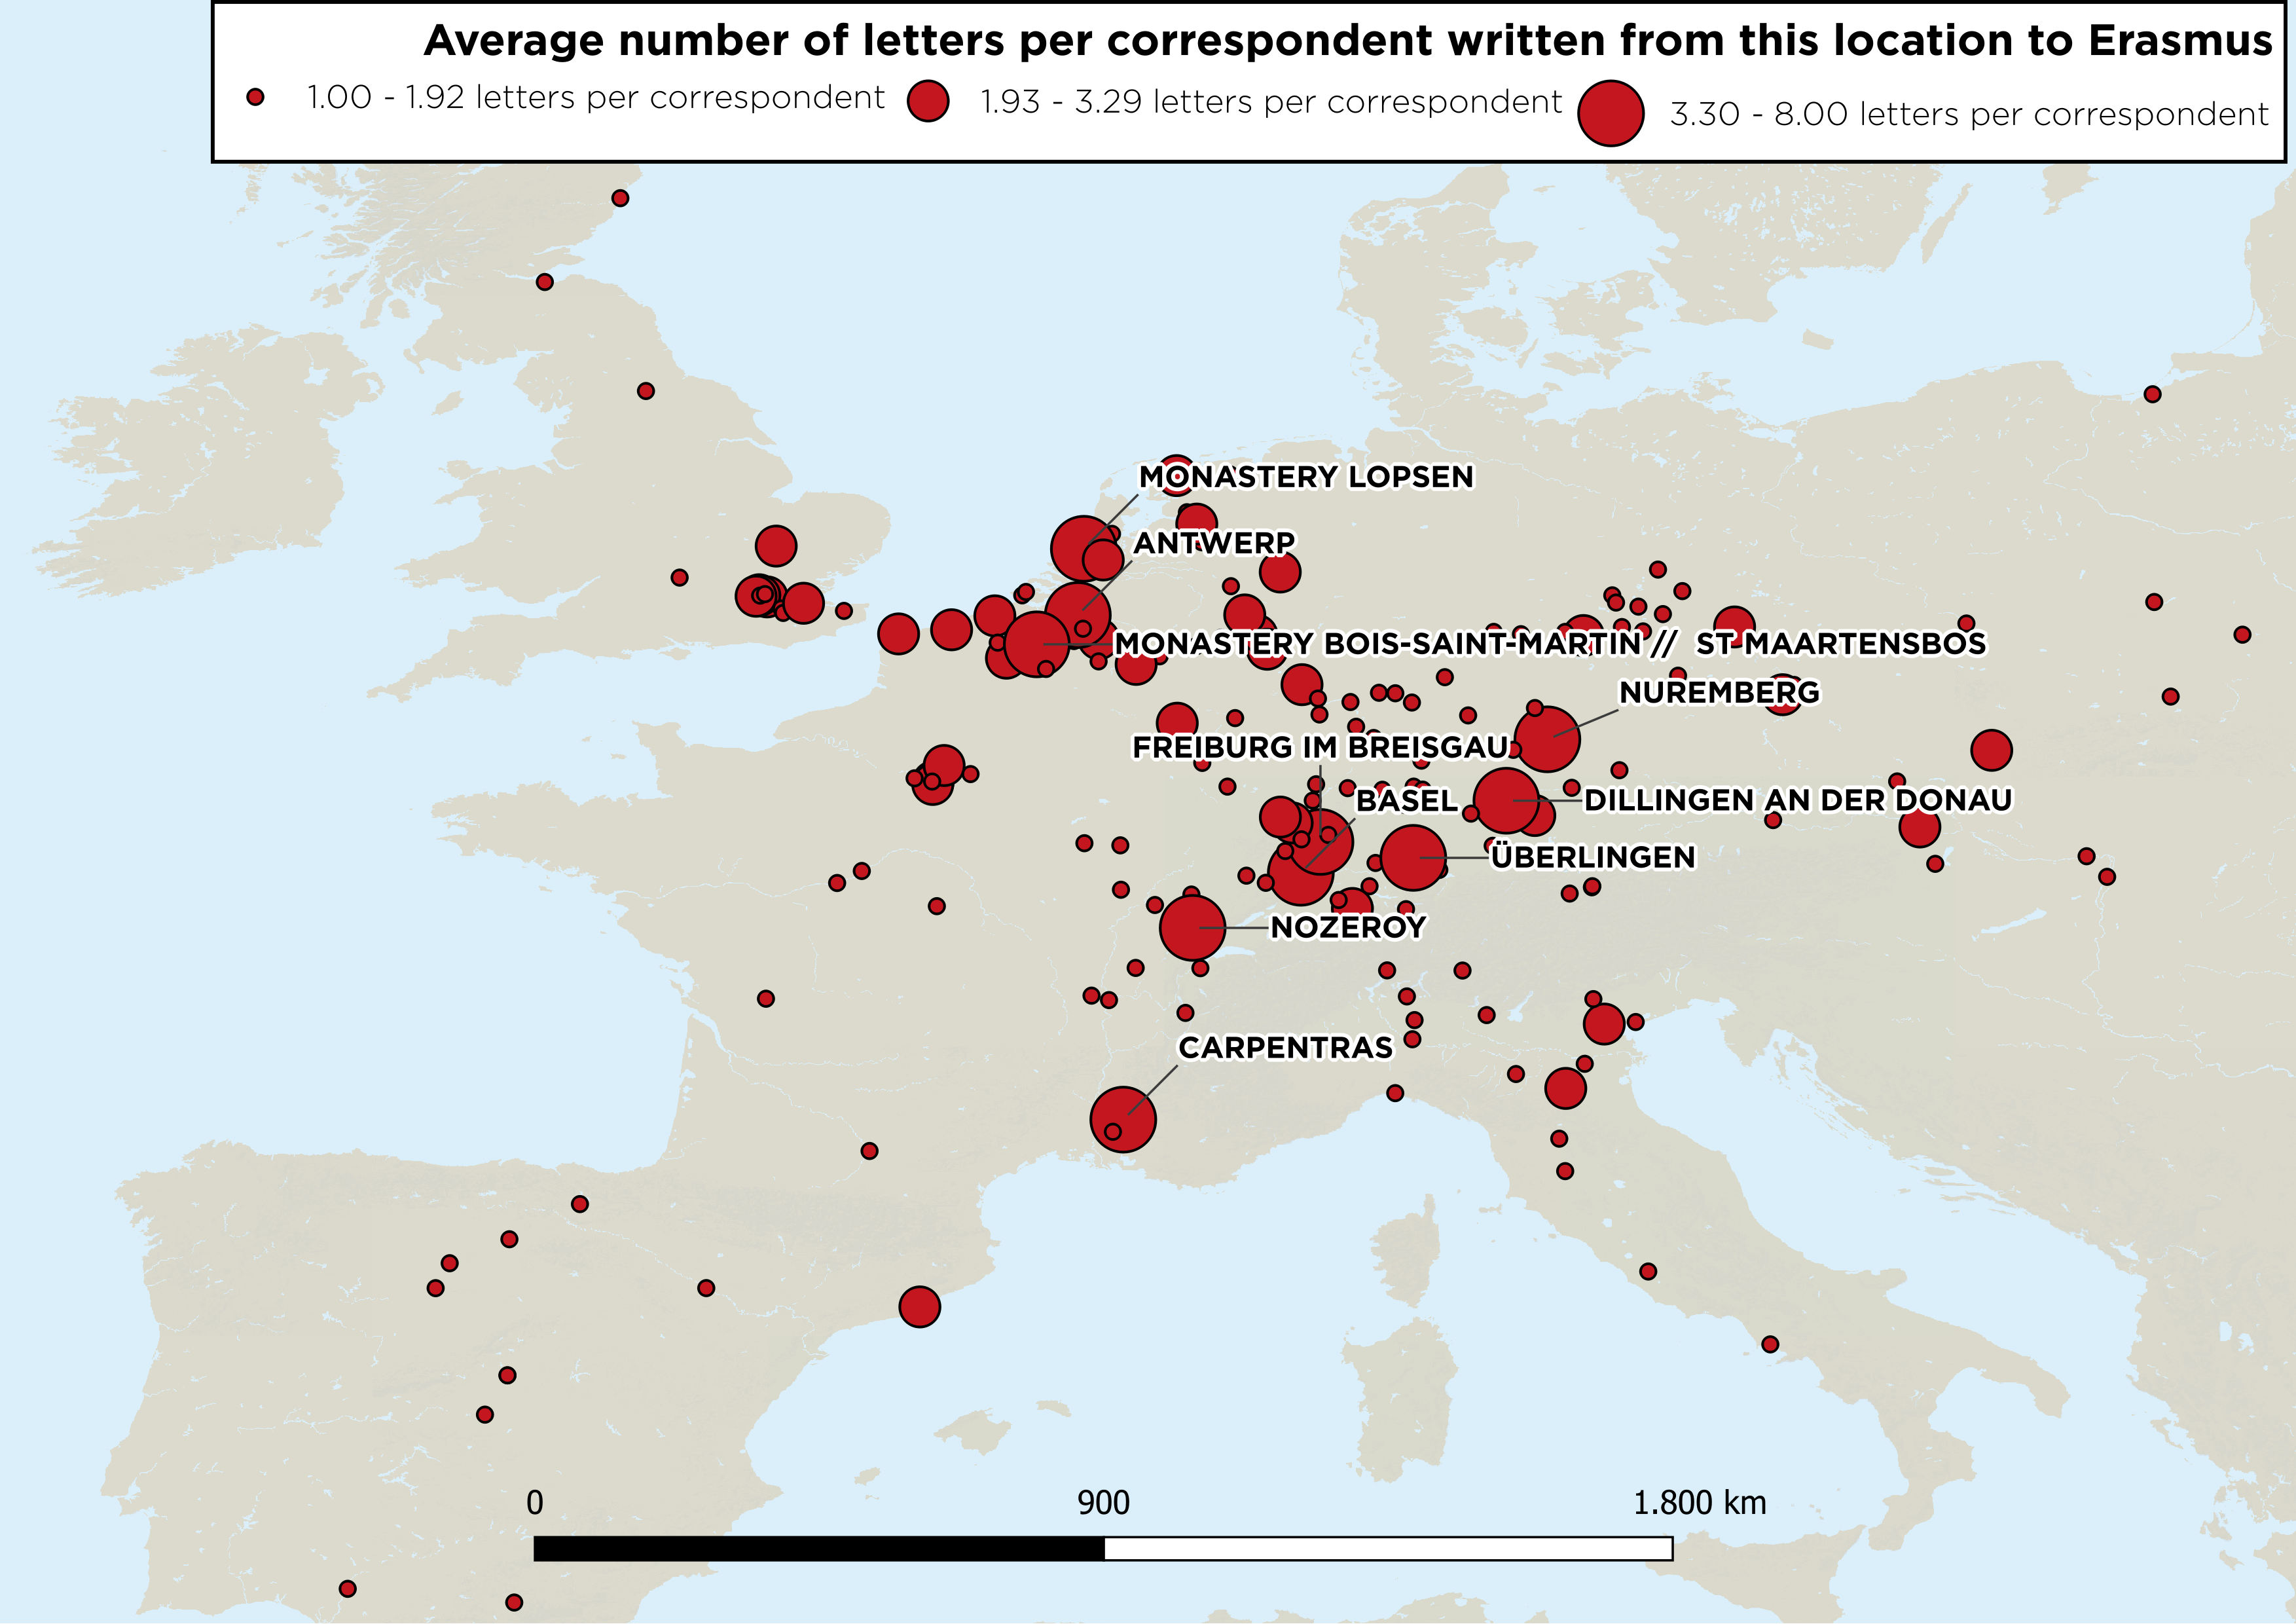 Average number of letters per correspondent written from this location to Erasmus
1.00 - 1.92 letters per correspondent
1.93 - 3.29 letters per correspondent
3.30 - 8.00 letters per correspondent
MONASTERY LOPSEN
ANTWERP
MONASTERY BOIS-SAINT-MARTIN // ST MAARTENSBOS
NUREMBERG
FREIBURG IM BREISGAU
BASEL
DILLINGEN AN DER DONAU
ÜBERLINGEN
NOZEROY
CARPENTRAS
0
900
1.800 km